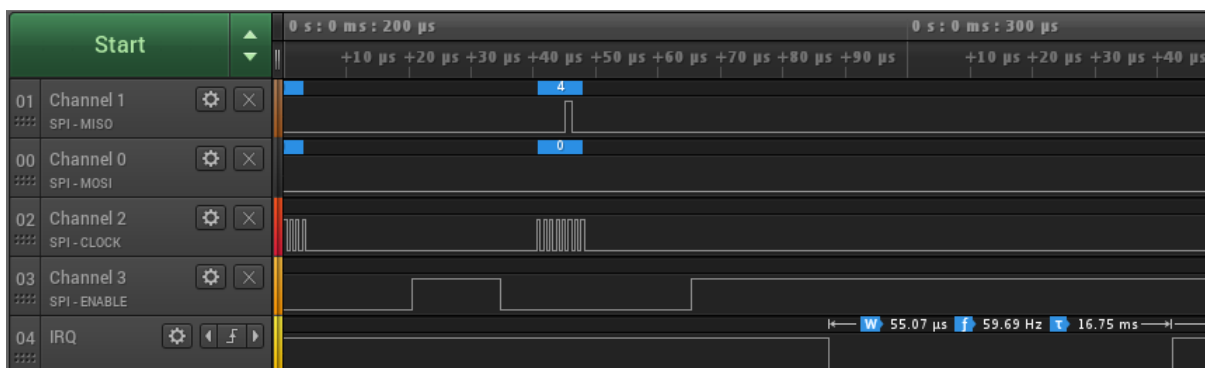 Start
0 s : 0 ms : 200 µs
0 s : 0 ms : 300 µs
+10 µs +20 µs +30 µs +40 µs +50 µs +60 µs +70 µs +80 µs +90 µs
+10 µs +20 µs +30 µs +40 µs
01 Channel 1
SPI - MISO
4
00 Channel 0
SPI - MOSI
0
02 Channel 2
SPI - CLOCK
03 Channel 3
SPI - ENABLE
04 IRQ
W 55.07 µs f 59.69 Hz τ 16.75 ms